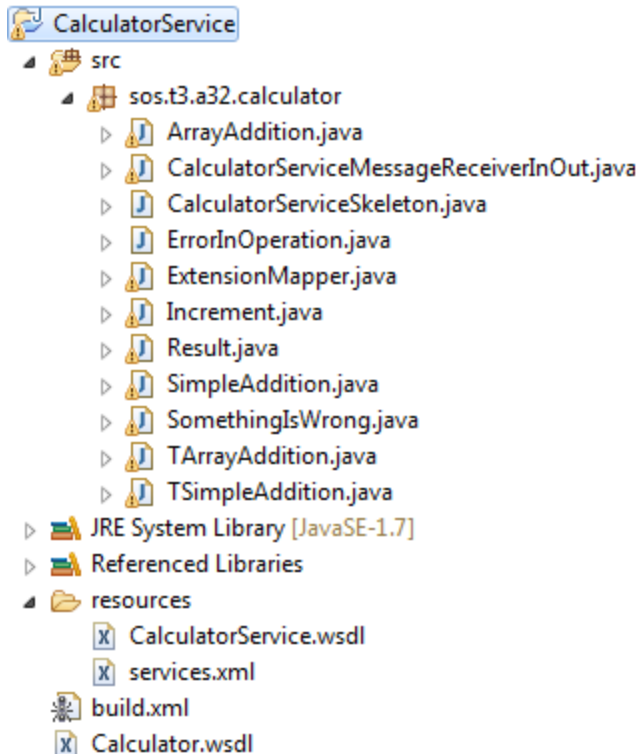 CalculatorService
src
sos.t3.a32.calculator
ArrayAddition.java
CalculatorServiceMessageReceiverInOut.java
CalculatorServiceSkeleton.java
ErrorInOperation.java
ExtensionMapper.java
Increment.java
Result.java
SimpleAddition.java
SomethingIsWrong.java
TArrayAddition.java
TSimpleAddition.java
JRE System Library [JavaSE-1.7]
Referenced Libraries
resources
CalculatorService.wsdl
services.xml
build.xml
Calculator.wsdl